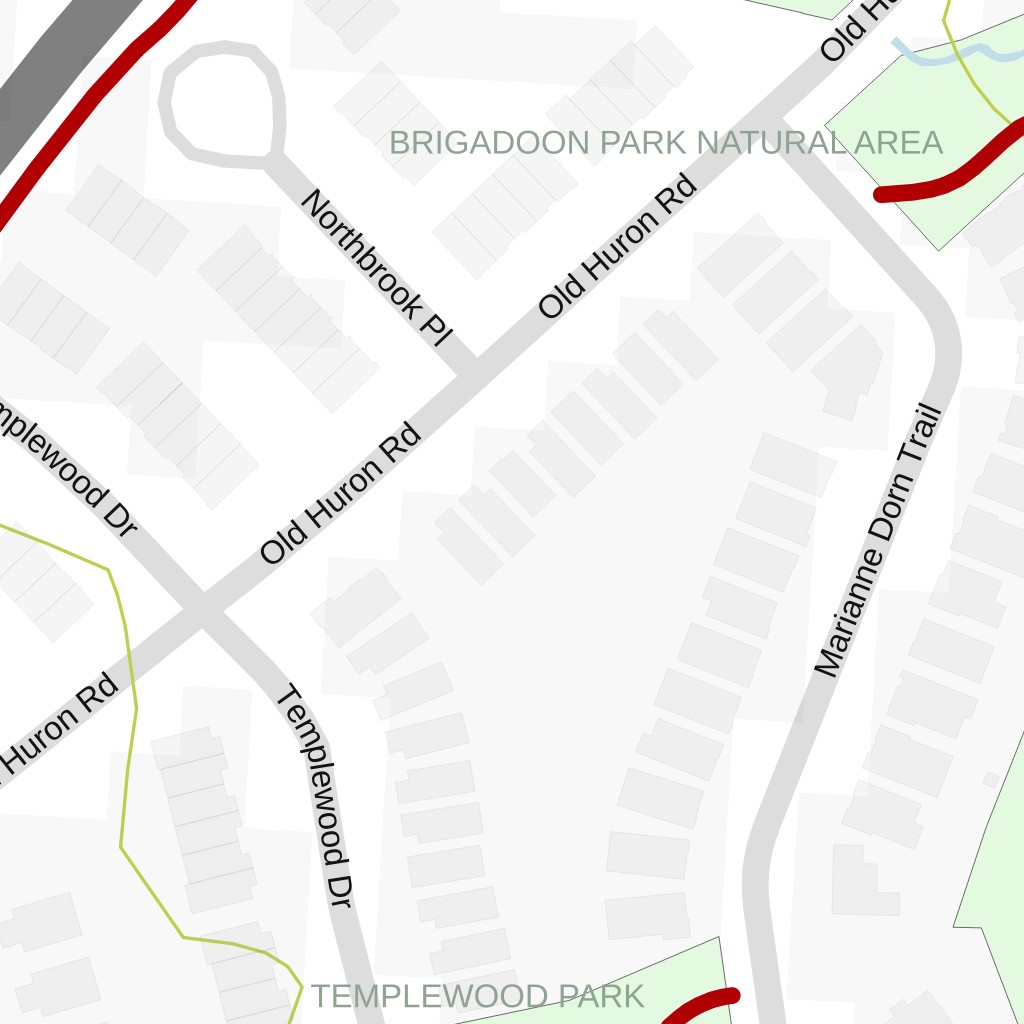 Old Hu
BRIGADOON PARK NATURAL AREA
Northbrook Pl
Old Huron Rd
Old Huron Rd
mplewood Dr
Marianne Dorn Trail
Huron Rd
Templewood Dr
TEMPLEWOOD PARK